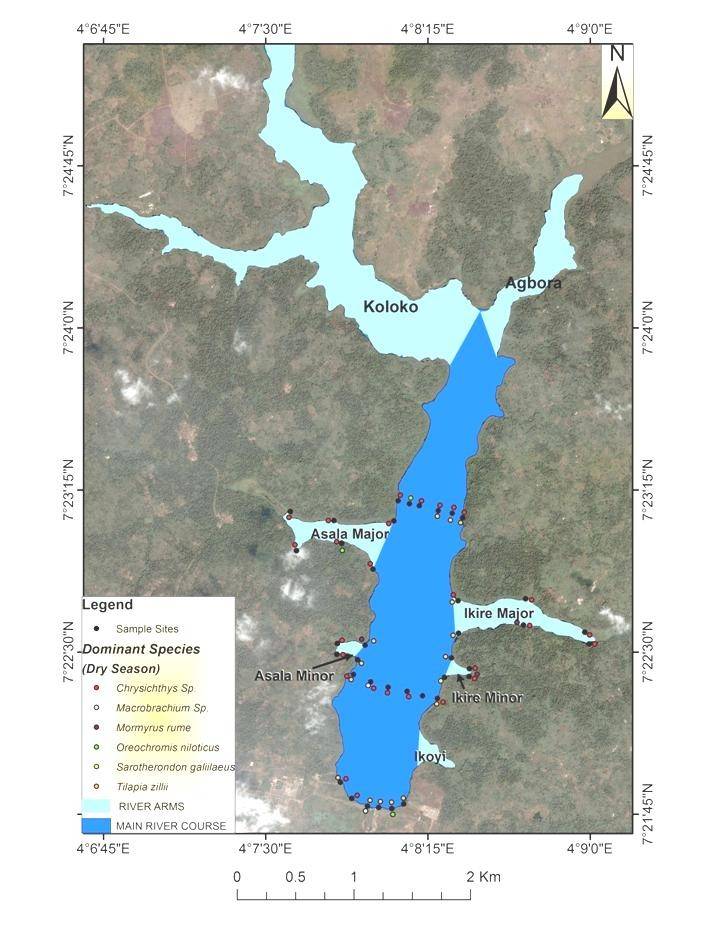 4°6'45"E 4°7'30"E 4°8'15"E 4°9'0"E
N
7°24'45"N 7°24'45"N
Agbora
Koloko
7°24'0"N 7°24'0"N
7°23'15"N 7°23'15"N
Asala Major
Legend
Ikire Major
Sample Sites
7°22'30"N 7°22'30"N
Dominant Species
(Dry Season)
Asala Minor
Chrysichthys Sp.
Ikire Minor
Macrobrachium Sp.
Mormyrus rume
Oreochromis niloticus
Ikoyi
Sarotherondon galiilaeus
Tilapia zillii
RIVER ARMS
7°21'45"N 7°21'45"N
MAIN RIVER COURSE
4°6'45"E 4°7'30"E 4°8'15"E 4°9'0"E
0 0.5 1 2 Km